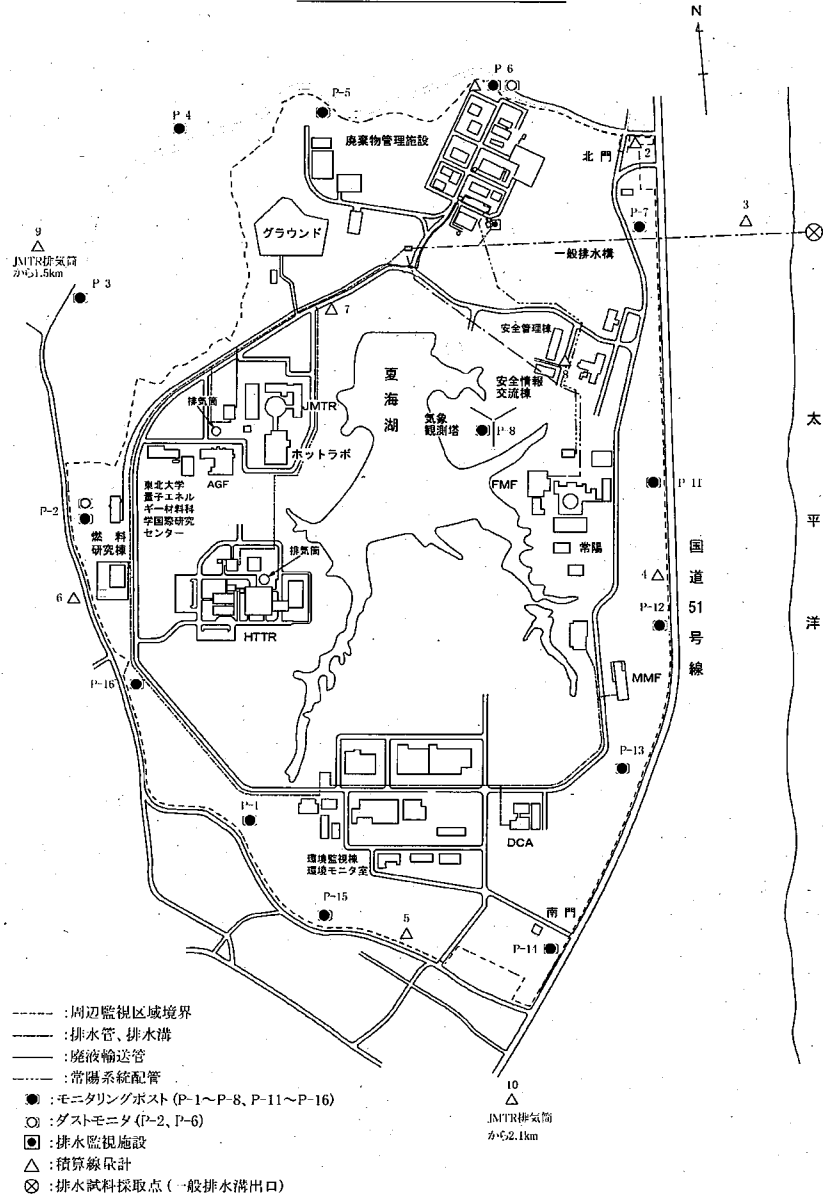 N
P 6
P-5
P 4
廃棄物管理施設
北門
2
3
P-7
9
JMTR排気筒
から1.5km
グラウンド
一般排水構
P 3
7
安全管理棟
8
夏海湖
安全情報
交流棟
排気筒
JMTR
気象
観測塔
P-8
太平洋
ホットラボ
AGF
FMF
P 11
東北大学
量子エネル
ギー材料科
学国際研究
センター
P-2
燃料
研究棟
常陽
国道51号線
排気筒
4
6
P-12
HTTR
MMF
P-16
P-13
P-1
DCA
環境監視棟
環境モニタ室
P-15
南門
5
P-14
:周辺監視区域境界
:排水管、排水溝
:廃液輸送管
:常陽系統配管
:モニタリングポスト(P-1~P-8、P-11~P-16)
:ダストモニタ(P-2、P-6)
:排水監視施設
:積算線量計
:排水試料採取点(一般排水溝出口)
10
JMTR排気筒
から2.1km